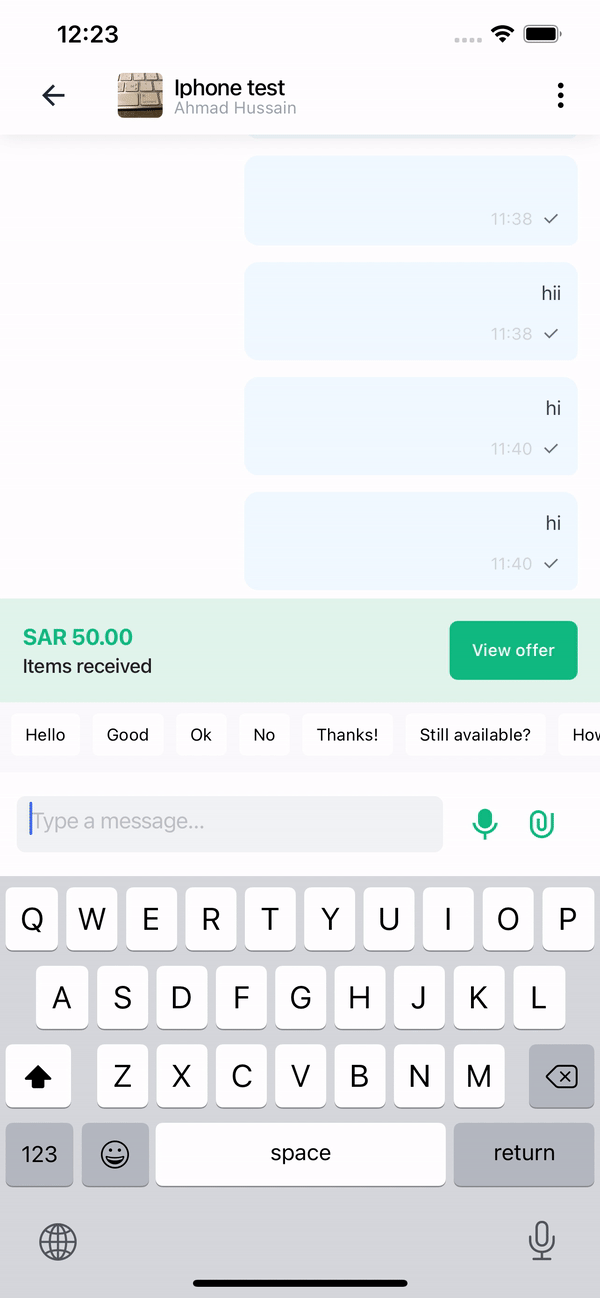 12:23
Iphone test
Ahmad Hussain
11:38
hii
11:38
hi
11:40
hi
11:40
SAR 50.00
Items received
View offer
Hello Good Ok No Thanks! Still available? How
Type a message...
Q W E R T Y U I O P
A S D F G H J K L
Z X C V B N M
123 space return